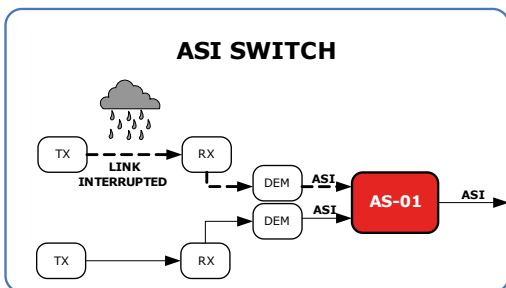 ASI SWITCH
TX
LINK
INTERRUPTED
RX
DEM
ASI
AS-01
ASI
DEM
ASI
TX
RX